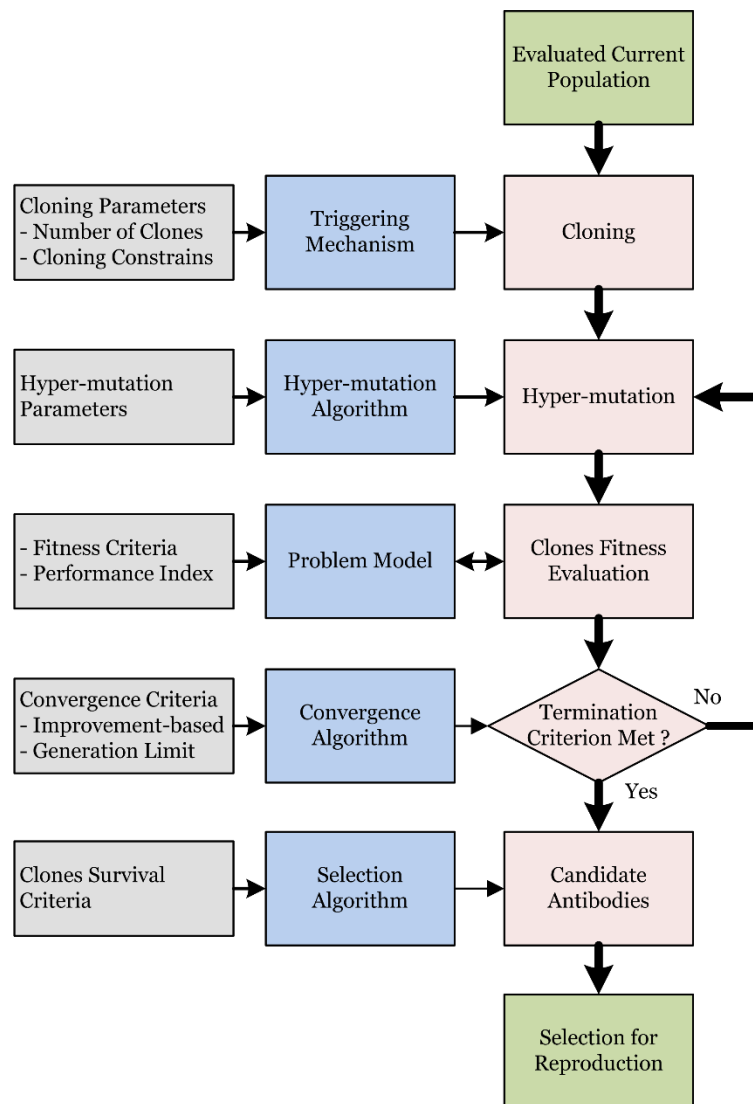 Evaluated Current
Population
Cloning Parameters
- Number of Clones
- Cloning Constrains
Triggering
Mechanism
Cloning
Hyper-mutation
Parameters
Hyper-mutation
Algorithm
Hyper-mutation
- Fitness Criteria
- Performance Index
Problem Model
Clones Fitness
Evaluation
Convergence Criteria
- Improvement-based
- Generation Limit
Convergence
Algorithm
Termination
Criterion Met ?
No
Yes
Clones Survival
Criteria
Selection
Algorithm
Candidate
Antibodies
Selection for
Reproduction